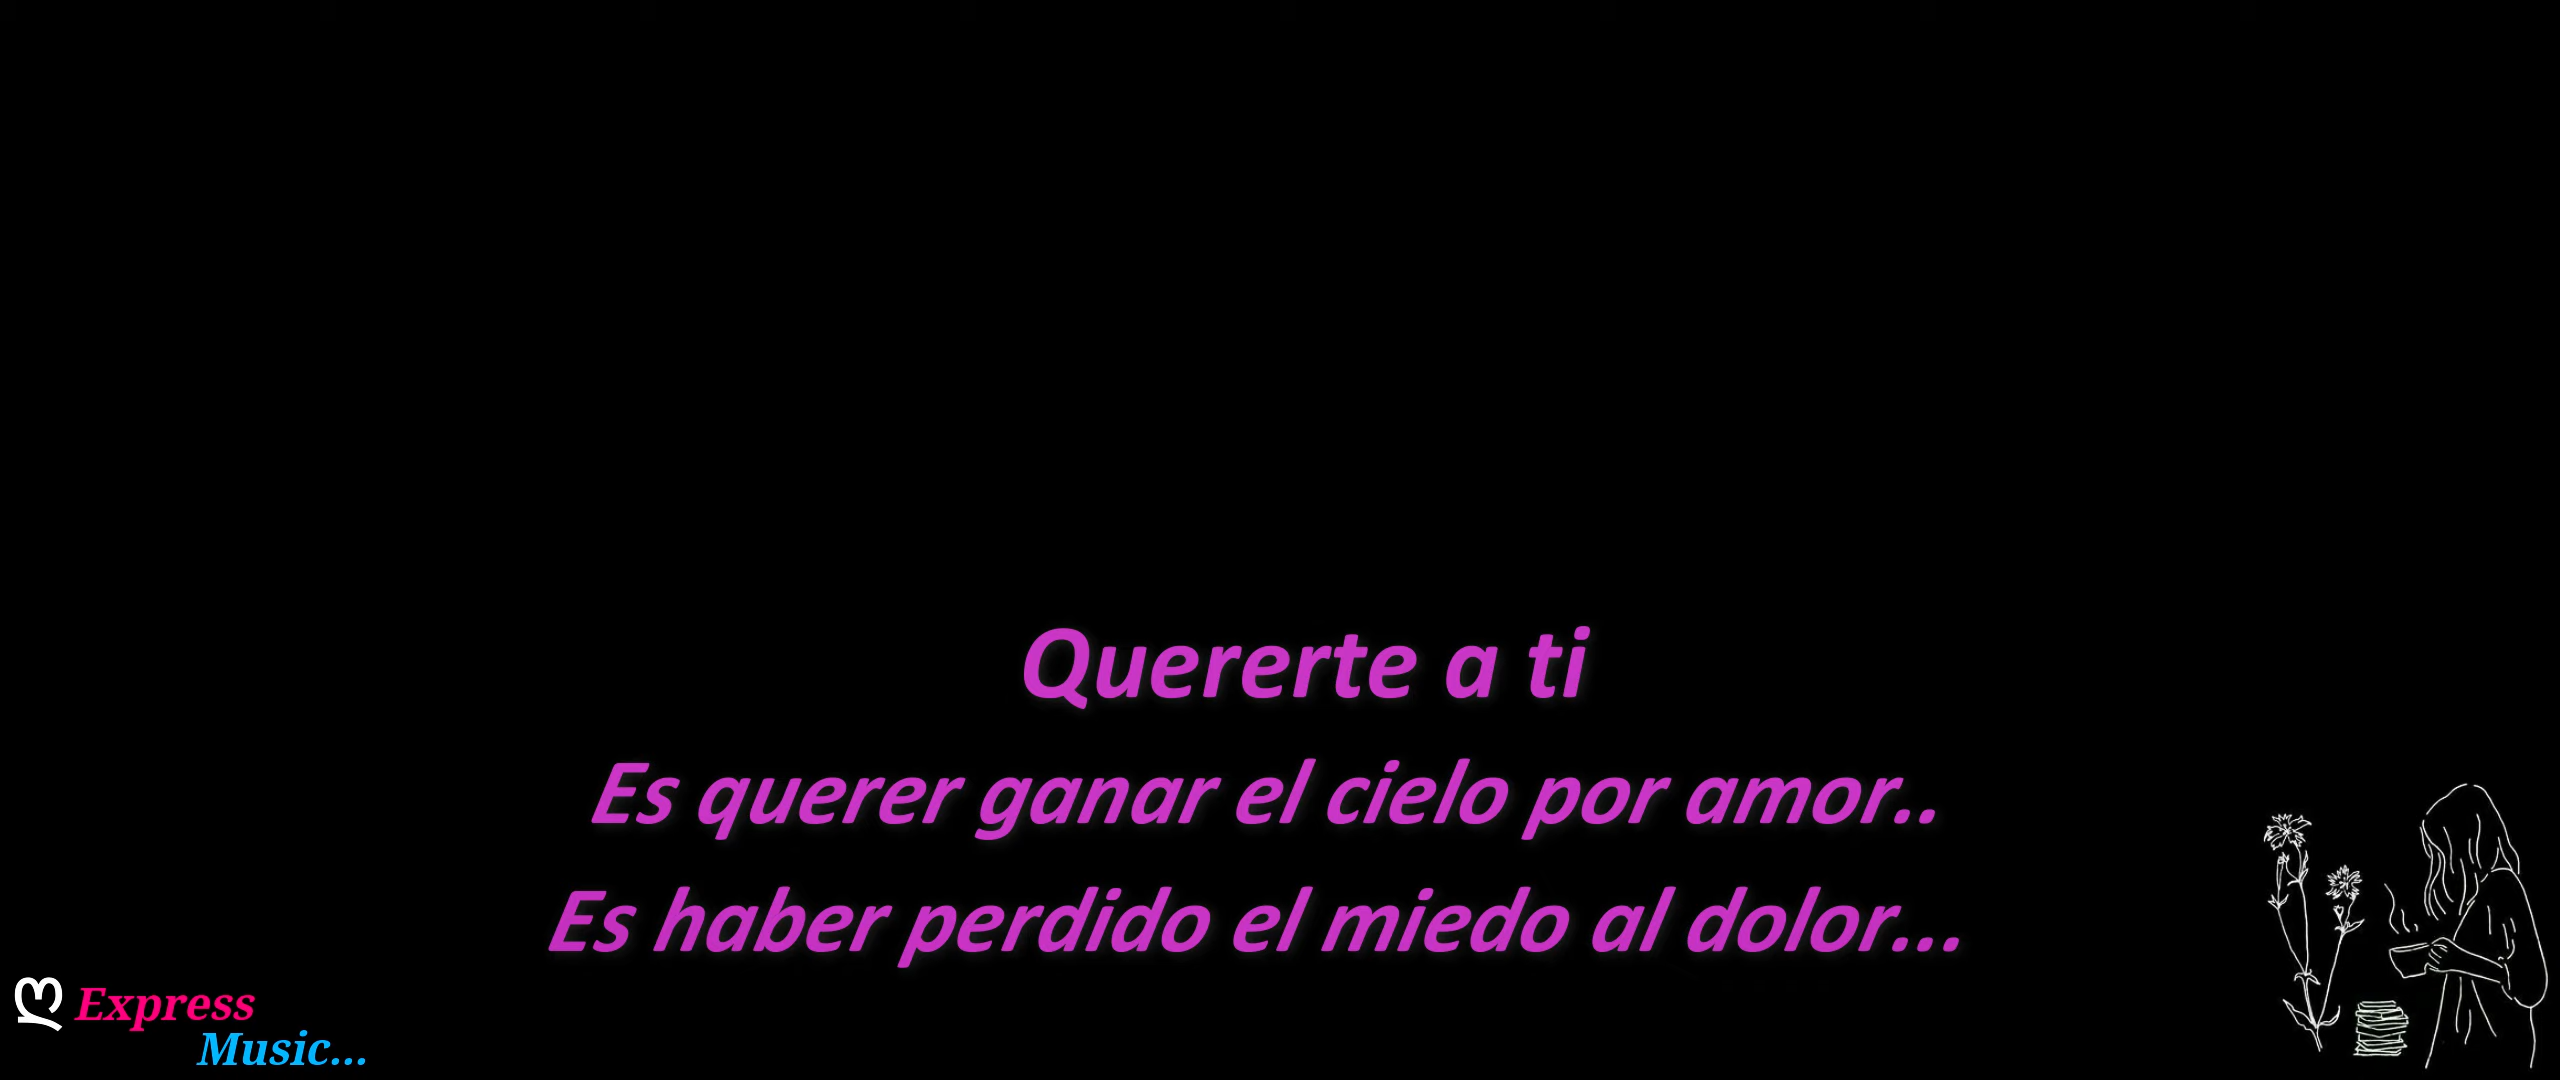 Quererte a ti
Es querer ganar el cielo por amor..
Es haber perdido el miedo al dolor...
ღ Express
Music...